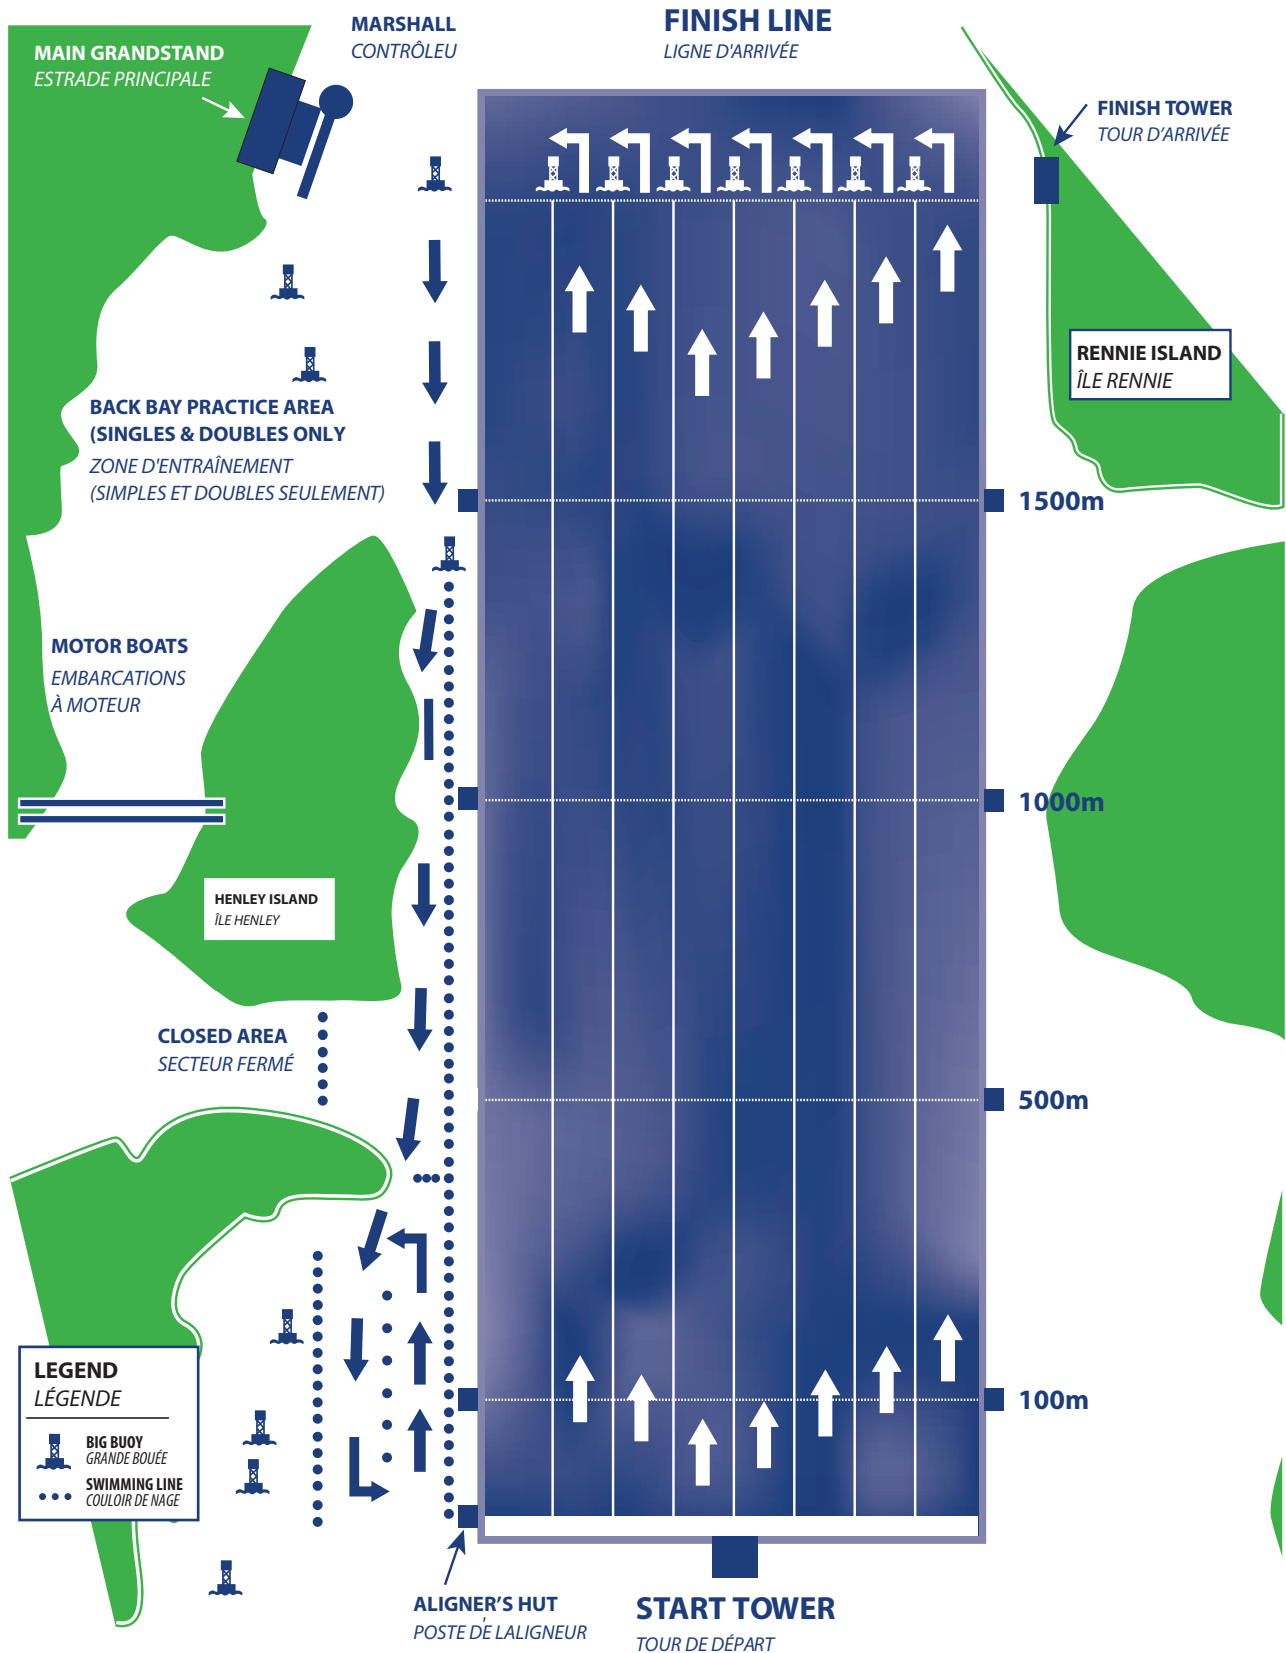 MARSHALL
CONTRÔLEU
FINISH LINE
LIGNE D'ARRIVÉE
MAIN GRANDSTAND
ESTRADE PRINCIPALE
FINISH TOWER
TOUR D'ARRIVÉE
RENNIE ISLAND
ÎLE RENNIE
BACK BAY PRACTICE AREA
(SINGLES & DOUBLES ONLY
ZONE D'ENTRAÎNEMENT
(SIMPLES ET DOUBLES SEULEMENT)
1500m
MOTOR BOATS
EMBARCATIONS
À MOTEUR
1000m
HENLEY ISLAND
ÎLE HENLEY
CLOSED AREA
SECTEUR FERMÉ
500m
LEGEND
LÉGENDE
BIG BUOY
GRANDE BOUÉE
SWIMMING LINE
COULOIR DE NAGE
100m
ALIGNER'S HUT
POSTE DE LALIGNEUR
START TOWER
TOUR DE DÉPART